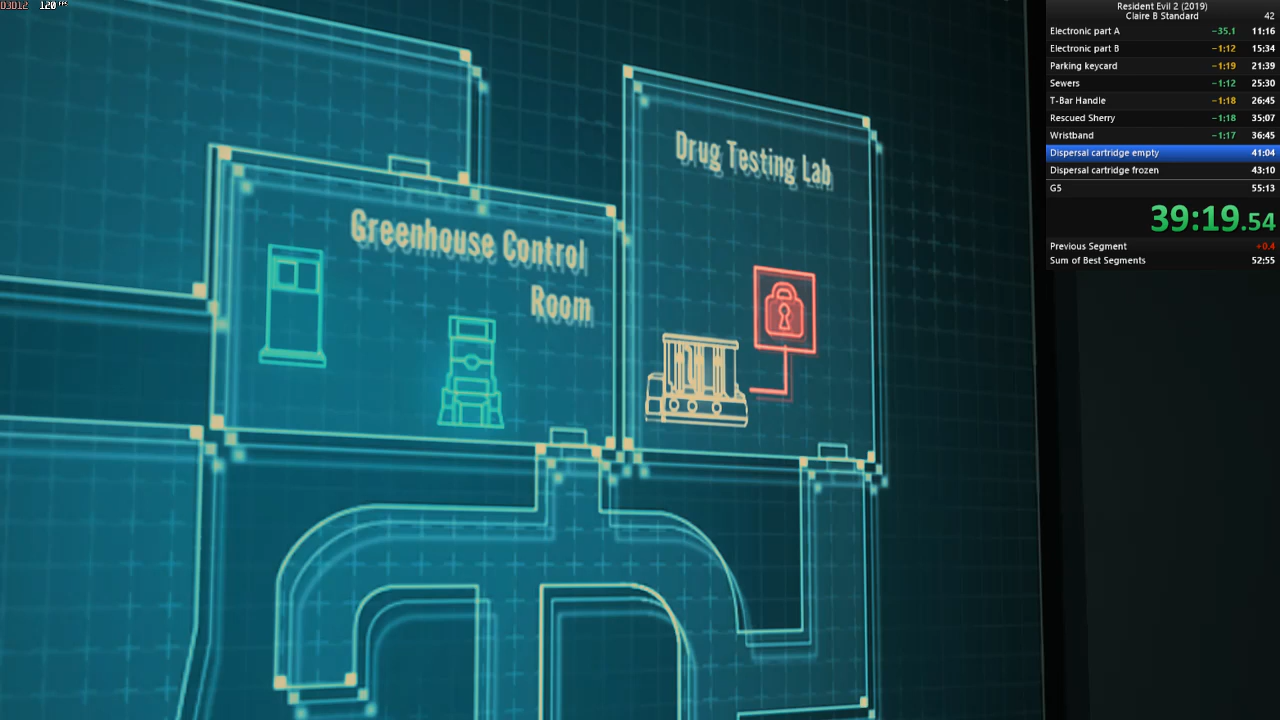 D3D12 120 FPS
Greenhouse Control
Room
Drug Testing Lab
Resident Evil 2 (2019)
Claire B Standard 42
Electronic part A −35.1 11:16
Electronic part B −1:12 15:34
Parking keycard −1:19 21:39
Sewers −1:12 25:30
T-Bar Handle −1:18 26:45
Rescued Sherry −1:18 35:07
Wristband −1:17 36:45
Dispersal cartridge empty 41:04
Dispersal cartridge frozen 43:10
G5 55:13
39:19.54
Previous Segment +0.4
Sum of Best Segments 52:55